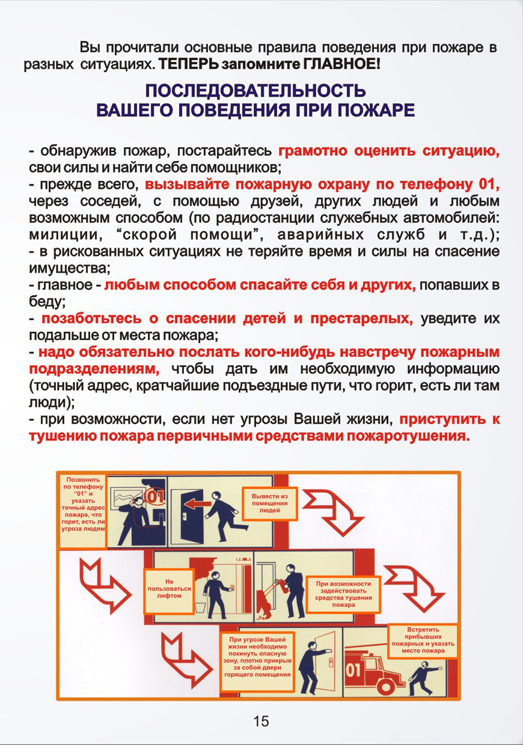 Вы прочитали основные правила поведения при пожаре в
разных ситуациях. ТЕПЕРЬ запомните ГЛАВНОЕ!
ПОСЛЕДОВАТЕЛЬНОСТЬ
ВАШЕГО ПОВЕДЕНИЯ ПРИ ПОЖАРЕ
- обнаружив пожар, постарайтесь грамотно оценить ситуацию,
свои силы и найти себе помощников;
- прежде всего, вызывайте пожарную охрану по телефону 01,
через соседей, с помощью друзей, других людей и любым
возможным способом (по радиостанции служебных автомобилей:
милиции, “скорой помощи”, аварийных служб и т.д.);
- в рискованных ситуациях не теряйте время и силы на спасение
имущества;
- главное - любым способом спасайте себя и других, попавших в
беду;
- позаботьтесь о спасении детей и престарелых, уведите их
подальше от места пожара;
- надо обязательно послать кого-нибудь навстречу пожарным
подразделениям, чтобы дать им необходимую информацию
(точный адрес, кратчайшие подъездные пути, что горит, есть ли там
люди);
- при возможности, если нет угрозы Вашей жизни, приступить к
тушению пожара первичными средствами пожаротушения.
Позвонить
по телефону
"01" и
указать
точный адрес
пожара, что
горит, есть ли
угроза людям
01
Вывести из
помещения
людей
Не
пользоваться
лифтом
При возможности
задействовать
средства тушения
пожара
При угрозе Вашей
жизни необходимо
покинуть опасную
зону, плотно прикрыв
за собой двери
горящего помещения
01
Встретить
прибывших
пожарных и указать
место пожара
15